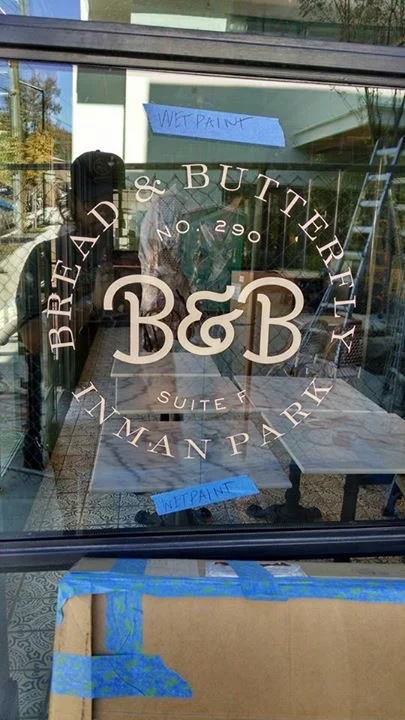 WET PAINT
BREAD & BUTTERFLY
NO. 290
B&B
SUITE F
INMAN PARK
WET PAINT